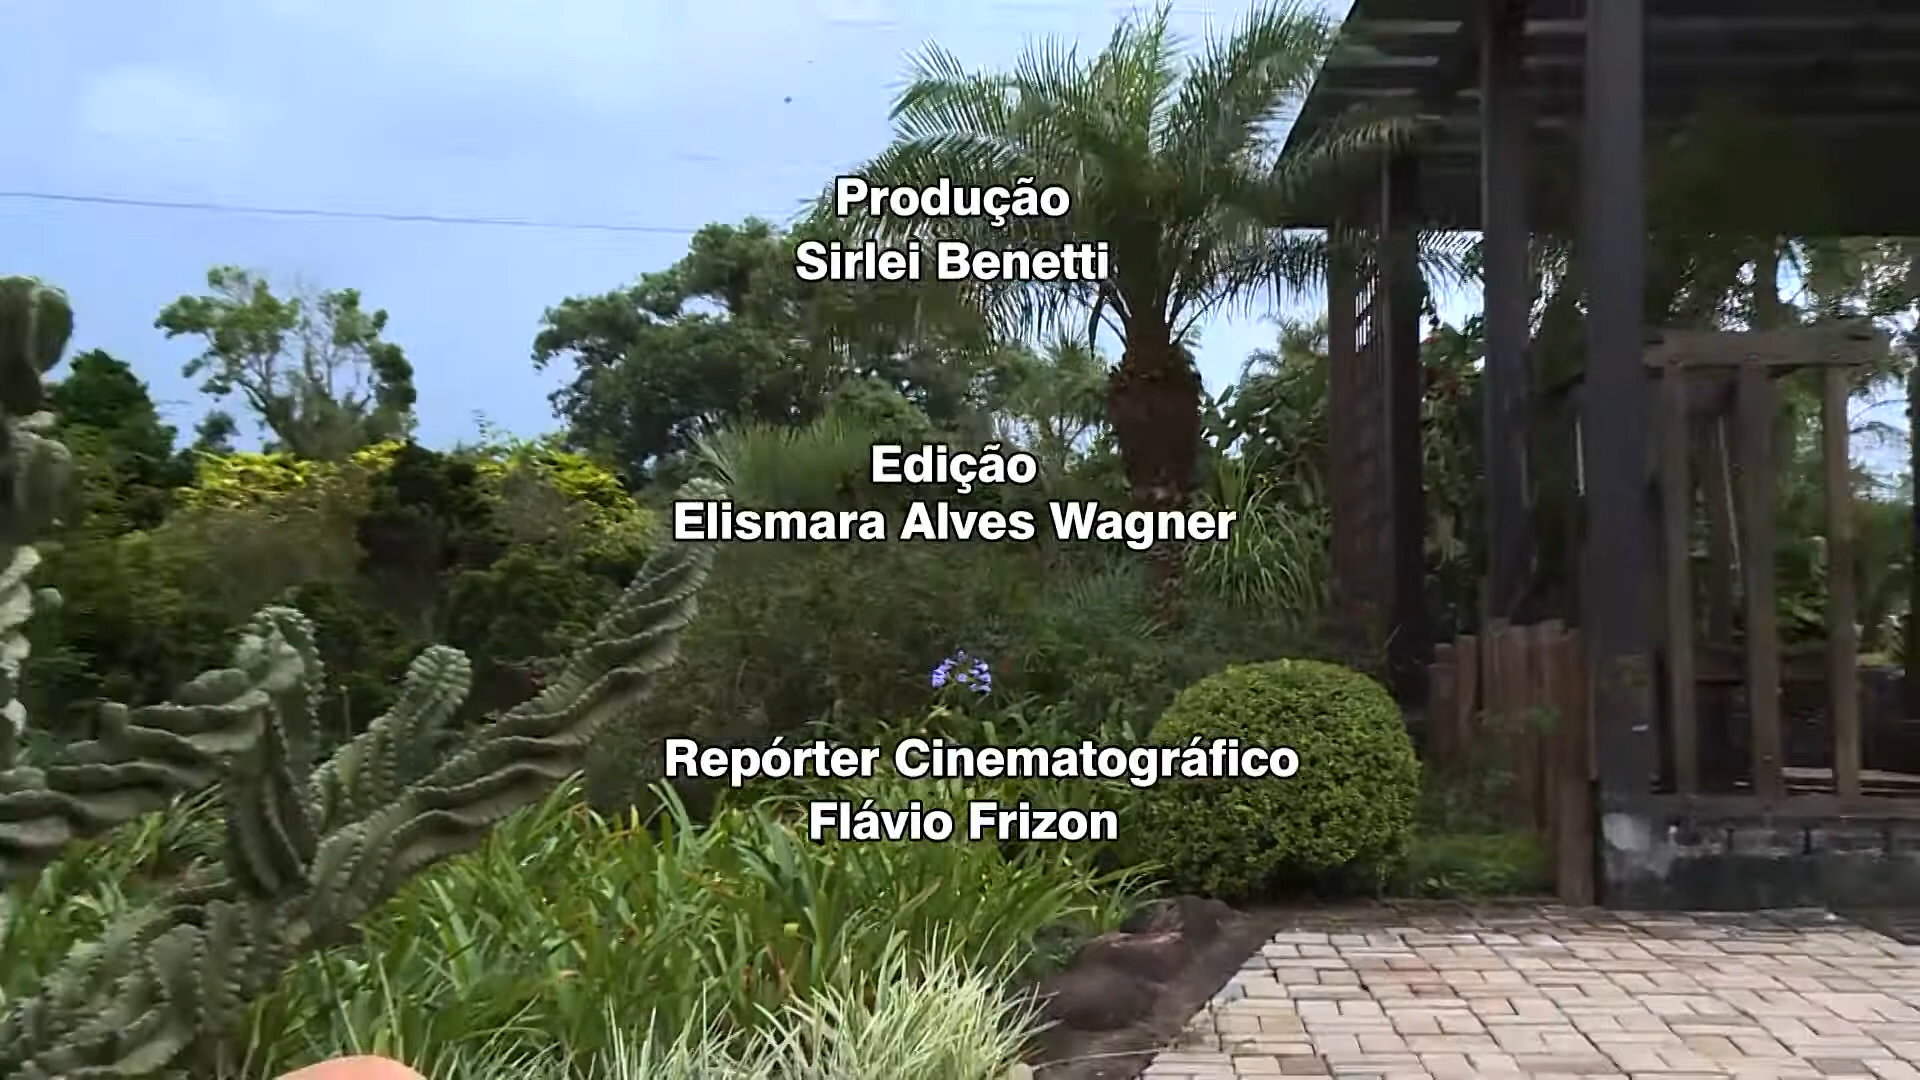 Produção
Sirlei Benetti
Edição
Elismara Alves Wagner
Repórter Cinematográfico
Flávio Frizon